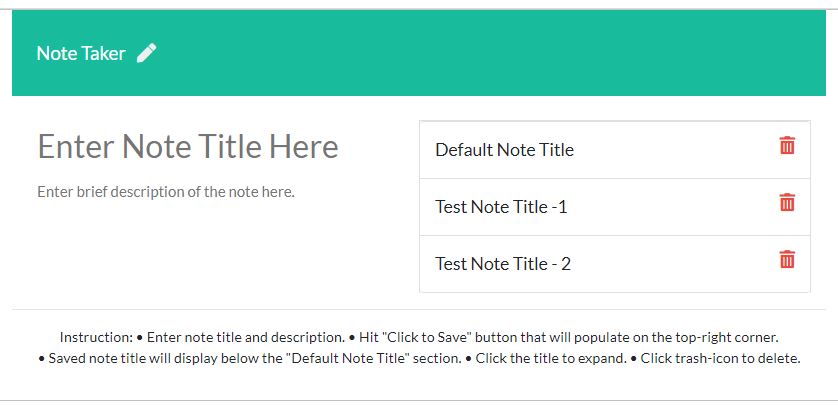 Note Taker
Enter Note Title Here
Enter brief description of the note here.
Default Note Title
Test Note Title -1
Test Note Title - 2
Instruction: • Enter note title and description. • Hit "Click to Save" button that will populate on the top-right corner.
• Saved note title will display below the "Default Note Title" section. • Click the title to expand. • Click trash-icon to delete.